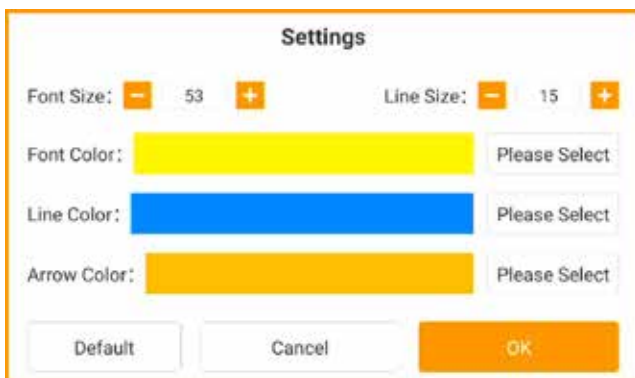 Settings
Font Size: − 53 + Line Size: − 15 +
Font Color: Please Select
Line Color: Please Select
Arrow Color: Please Select
Default Cancel OK